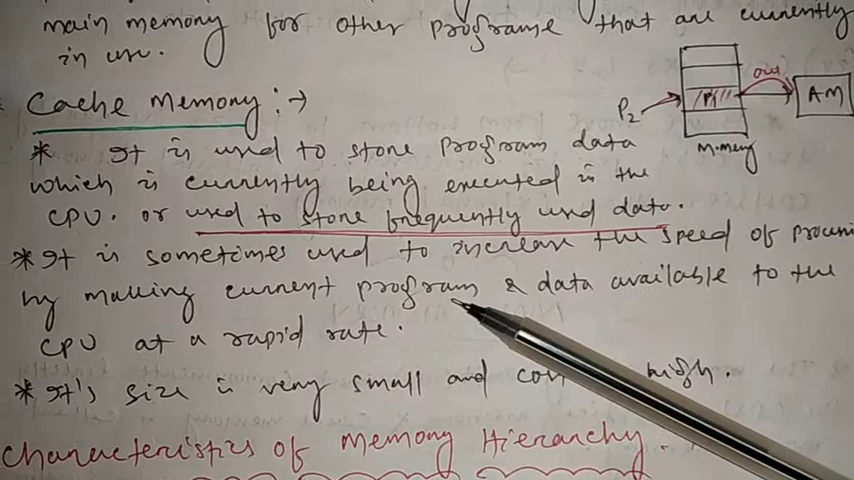 main memory for other programe that are currently
in use.
Cache Memory :→
* It is used to store program data
which is currently being executed in the
CPU. or used to store frequently used data.
* It is sometimes used to increase the speed of
by making current program & data available to the
CPU at a rapid rate.
* It's size is very small and high.
Characteristics of Memory Hierarchy.
out
P2
AM
M.memy